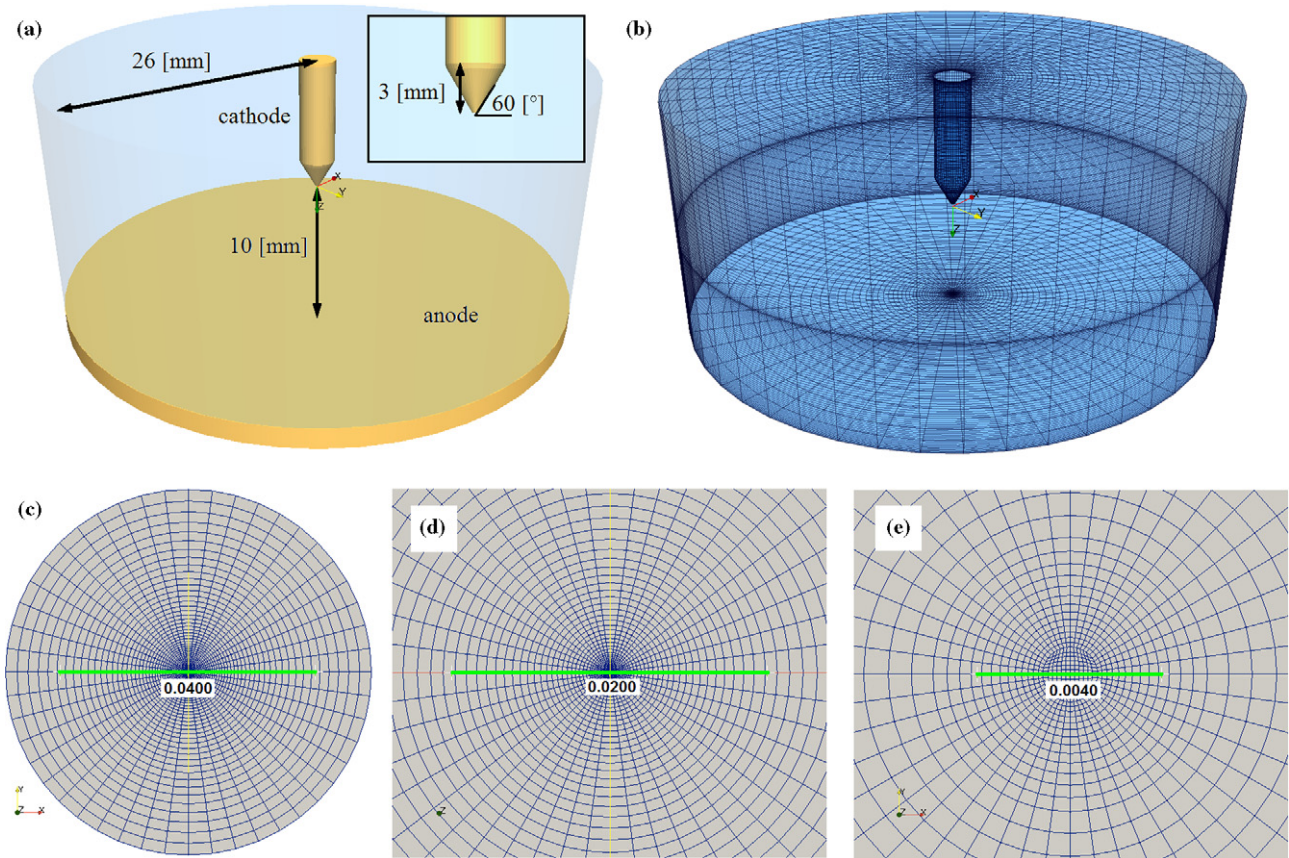 (a)
26 [mm]
cathode
3 [mm]
60 [°]
X
Y
Z
10 [mm]
anode
(b)
X
Y
Z
(c)
0.0400
Y
Z
X
(d)
0.0200
Z
(e)
0.0040
Y
Z
X